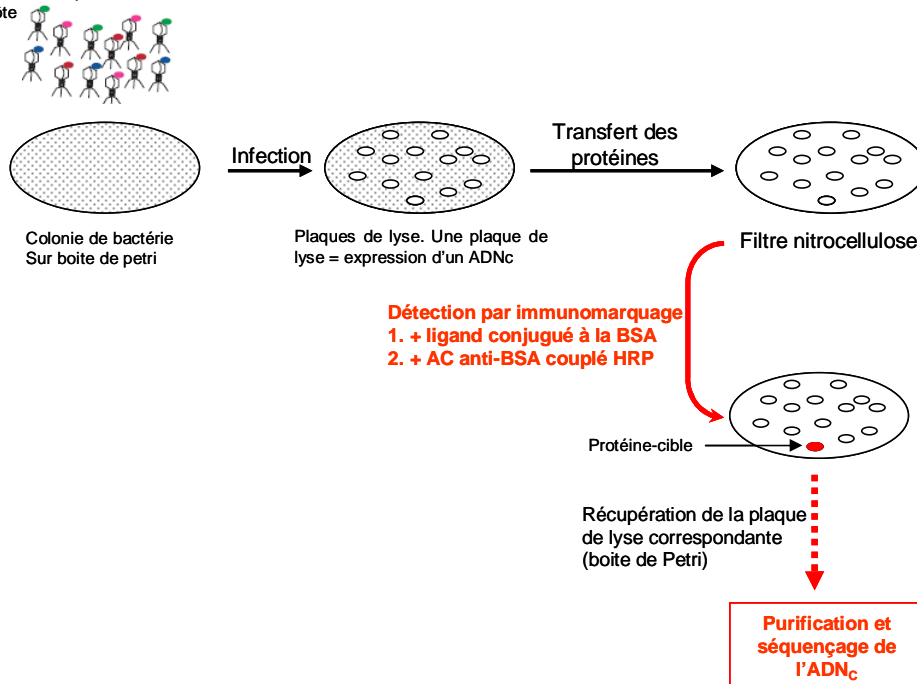 ôte
Infection
Transfert des
protéines
Colonie de bactérie
Sur boite de petri
Plaques de lyse. Une plaque de
lyse = expression d’un ADNc
Filtre nitrocellulose
Détection par immunomarquage
1. + ligand conjugué à la BSA
2. + AC anti-BSA couplé HRP
Protéine-cible
Récupération de la plaque
de lyse correspondante
(boite de Petri)
Purification et
séquençage de
l’ADNC